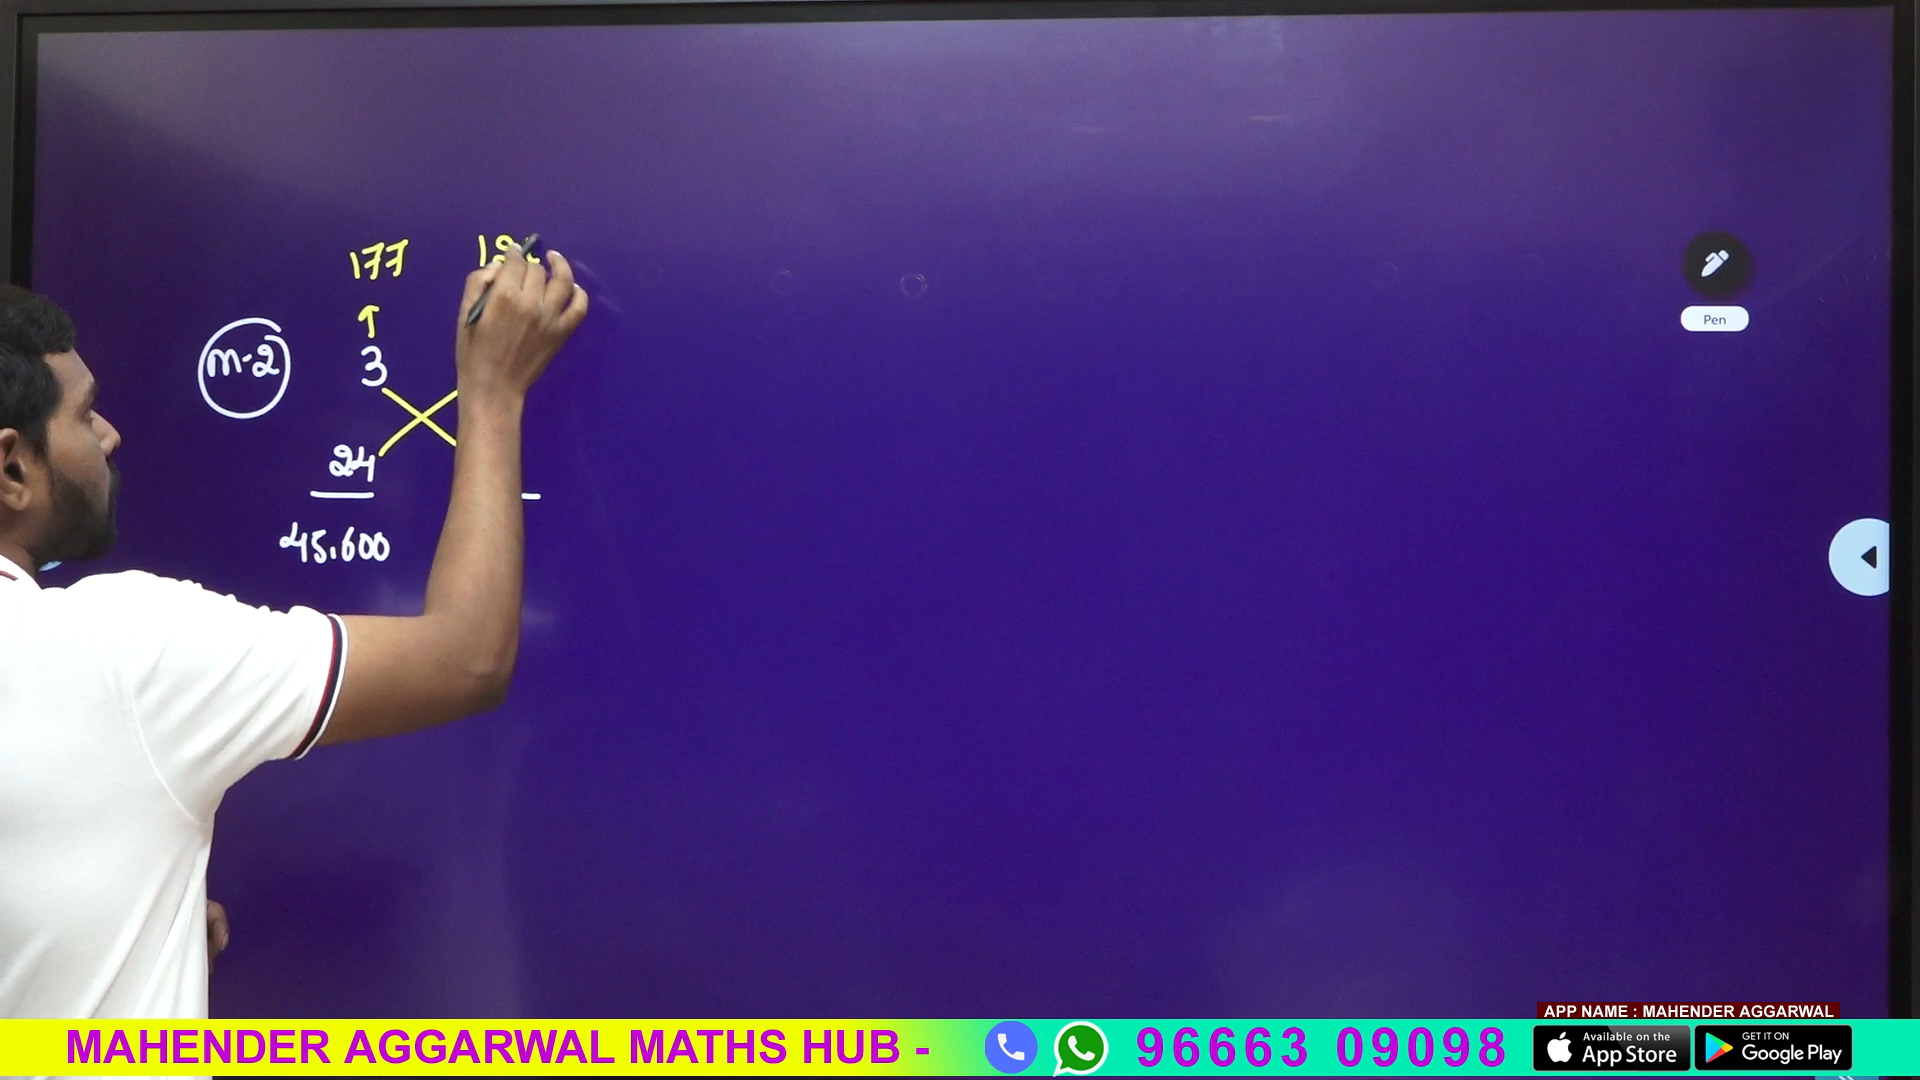 177
m-2
3
24
45.600
Pen
APP NAME : MAHENDER AGGARWAL
MAHENDER AGGARWAL MATHS HUB -
96663 09098
Available on the
App Store
GET IT ON
Google Play